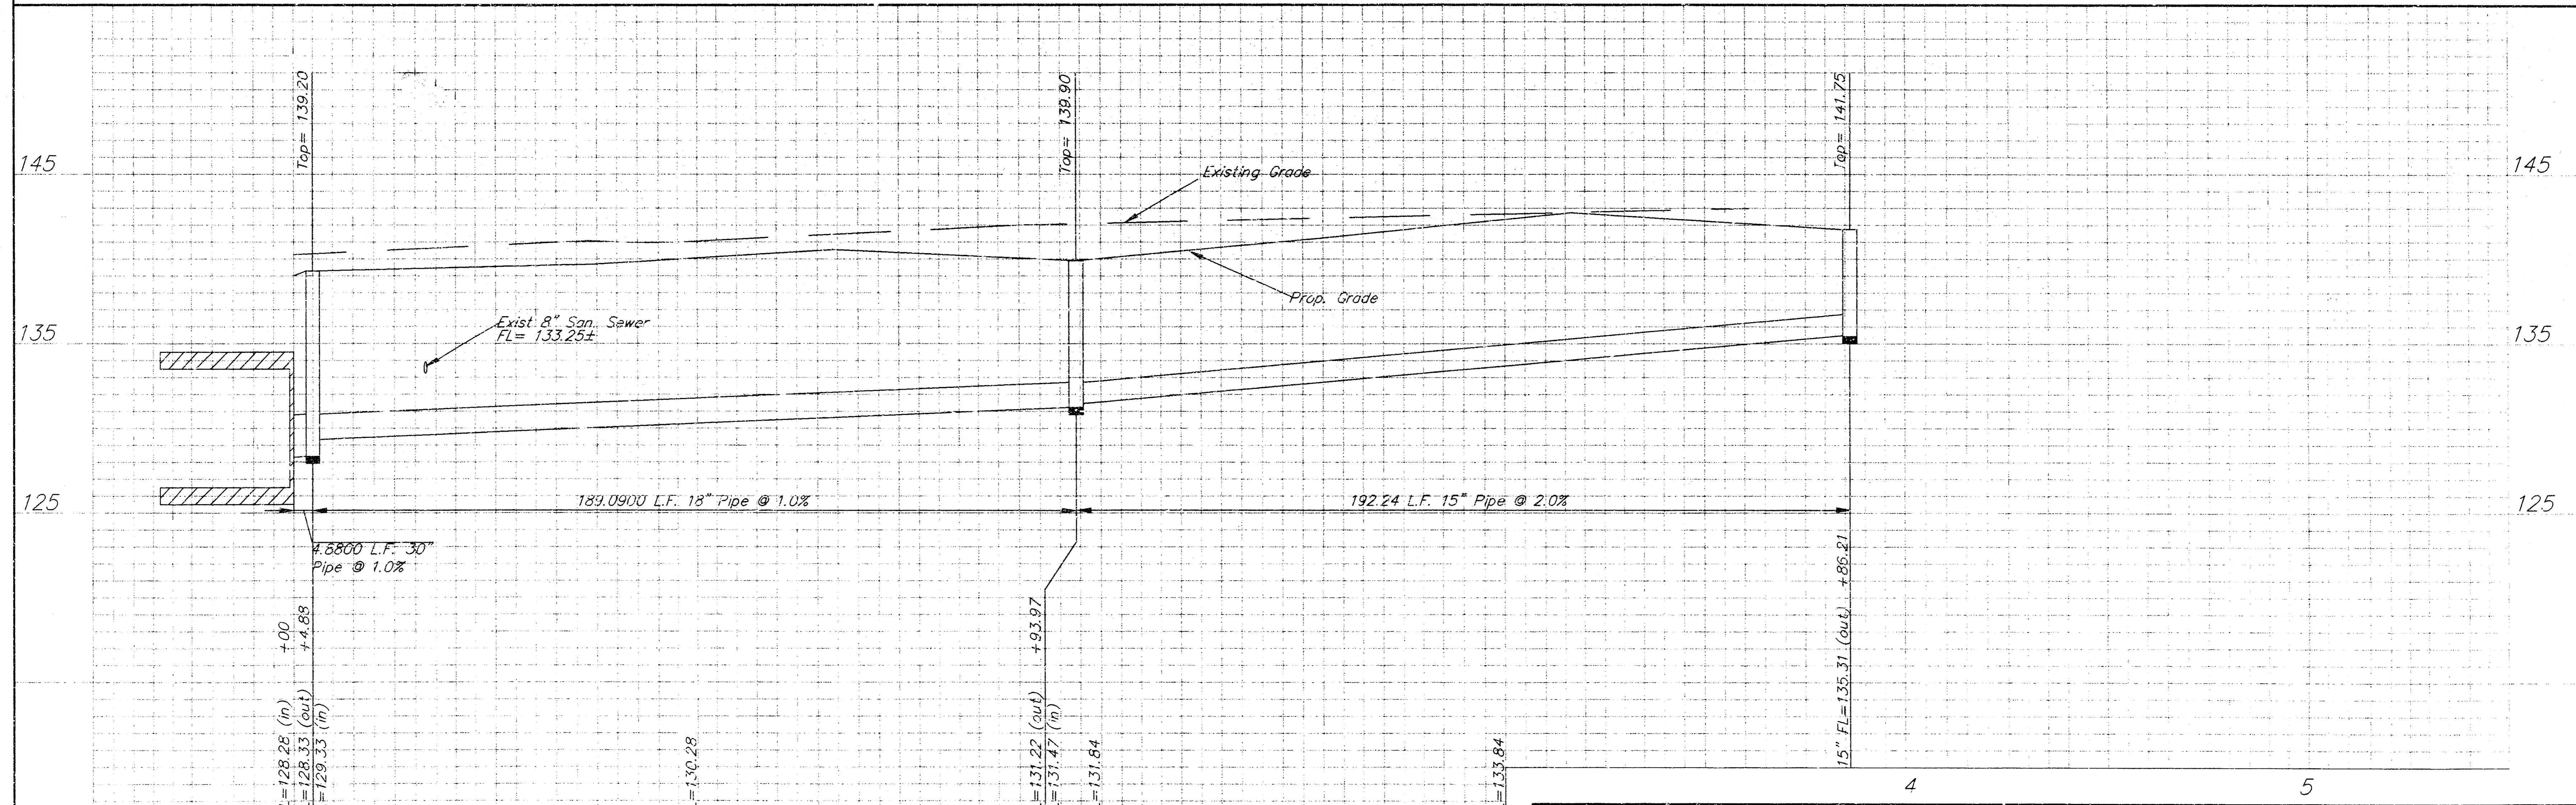 Top= 139.20
Top= 139.90
Top= 141.75
145
145
Existing Grade
Prop. Grade
Exist 8" San. Sewer
FL= 133.25±
135
135
125
125
189.0900 L.F. 18" Pipe @ 1.0%
192.24 L.F. 15" Pipe @ 2.0%
4.8800 L.F. 30"
Pipe @ 1.0%
+00
+4.88
+93.97
+86.21
=128.28 (in)
=128.33 (out)
=129.33 (in)
=130.28
=131.22 (out)
=131.47 (in)
=131.84
=133.84
15" FL=135.31 (out)
4
5